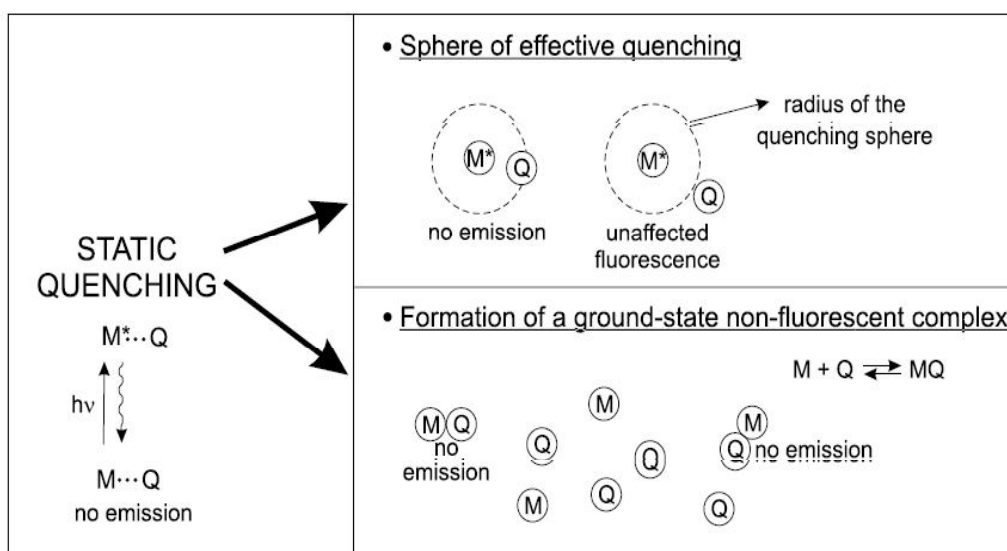 STATIC
QUENCHING
M*···Q
hν
M···Q
no emission
• Sphere of effective quenching
M*
Q
no emission
M*
Q
unaffected
fluorescence
radius of the
quenching sphere
• Formation of a ground-state non-fluorescent complex
M + Q ⇌ MQ
M Q
no
emission
M
Q
Q
M
Q
M
Q no emission
Q